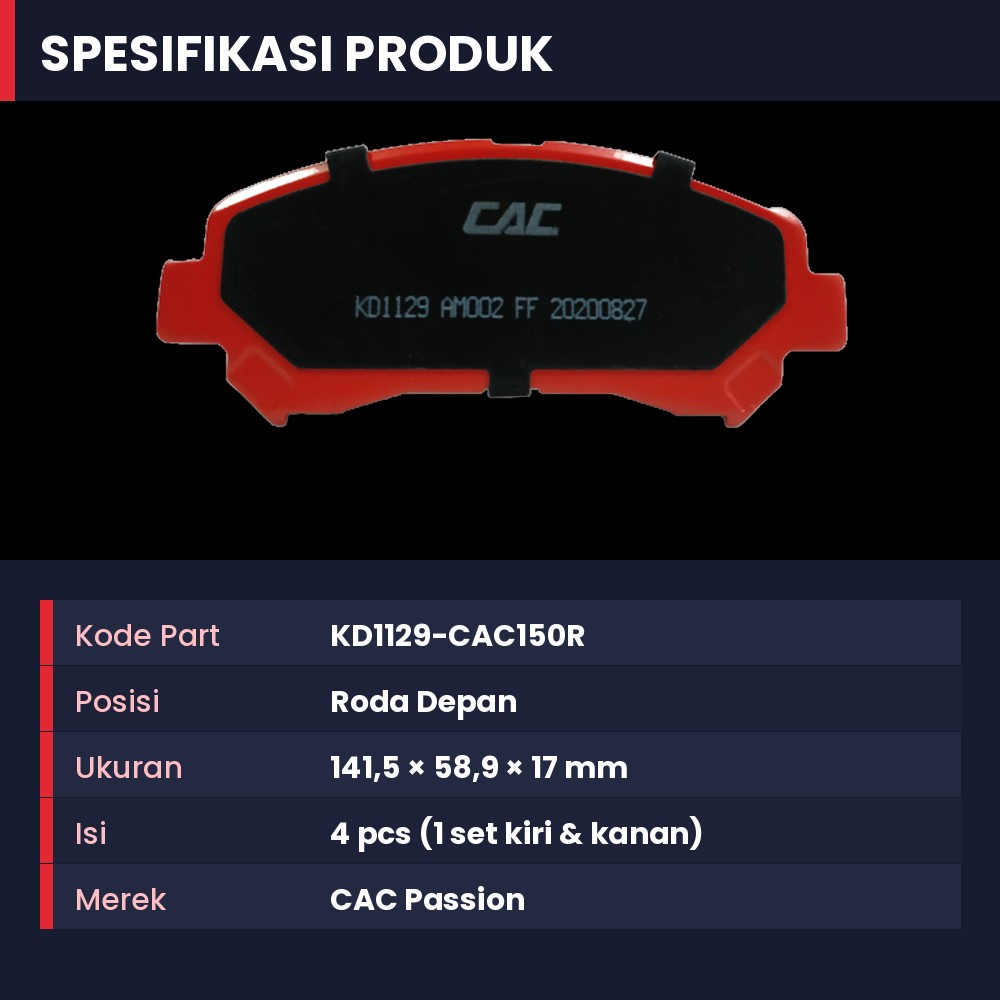 SPESIFIKASI PRODUK
CAC
KD1129 AM002 FF 20200827
Kode Part KD1129-CAC150R
Posisi Roda Depan
Ukuran 141,5 × 58,9 × 17 mm
Isi 4 pcs (1 set kiri & kanan)
Merek CAC Passion